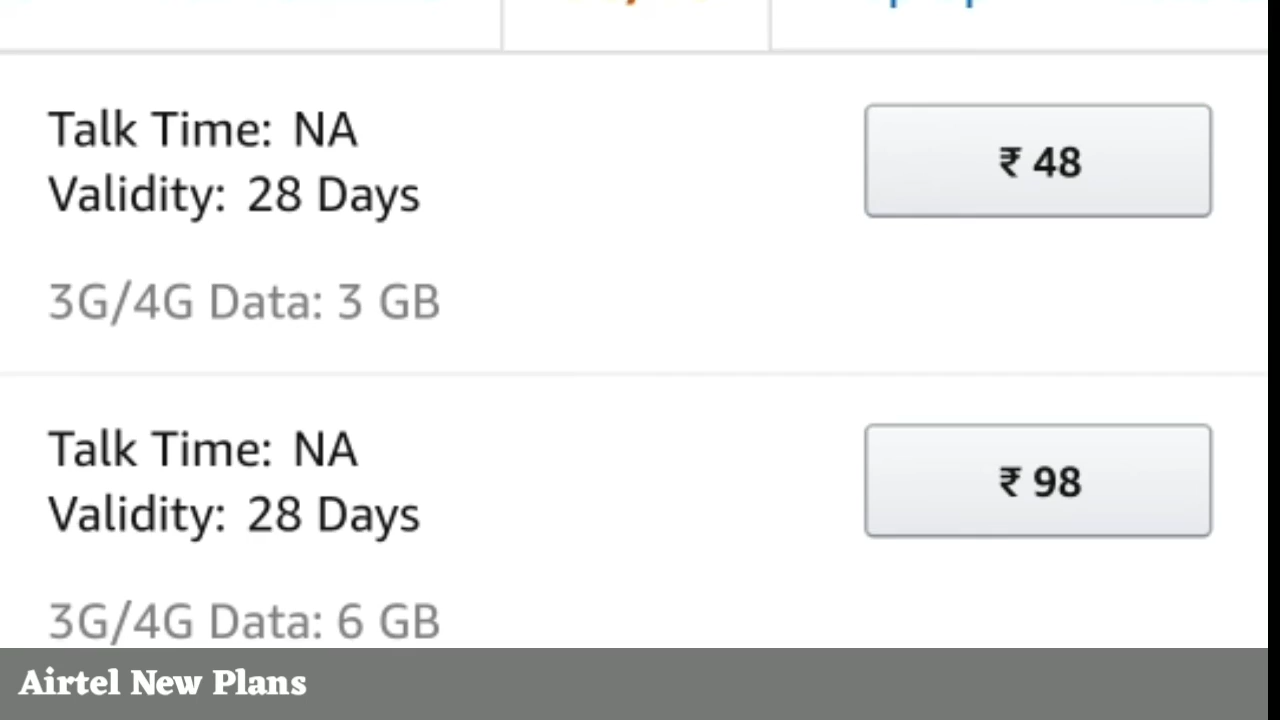 Talk Time: NA
₹ 48
Validity: 28 Days
3G/4G Data: 3 GB
Talk Time: NA
₹ 98
Validity: 28 Days
3G/4G Data: 6 GB
Airtel New Plans